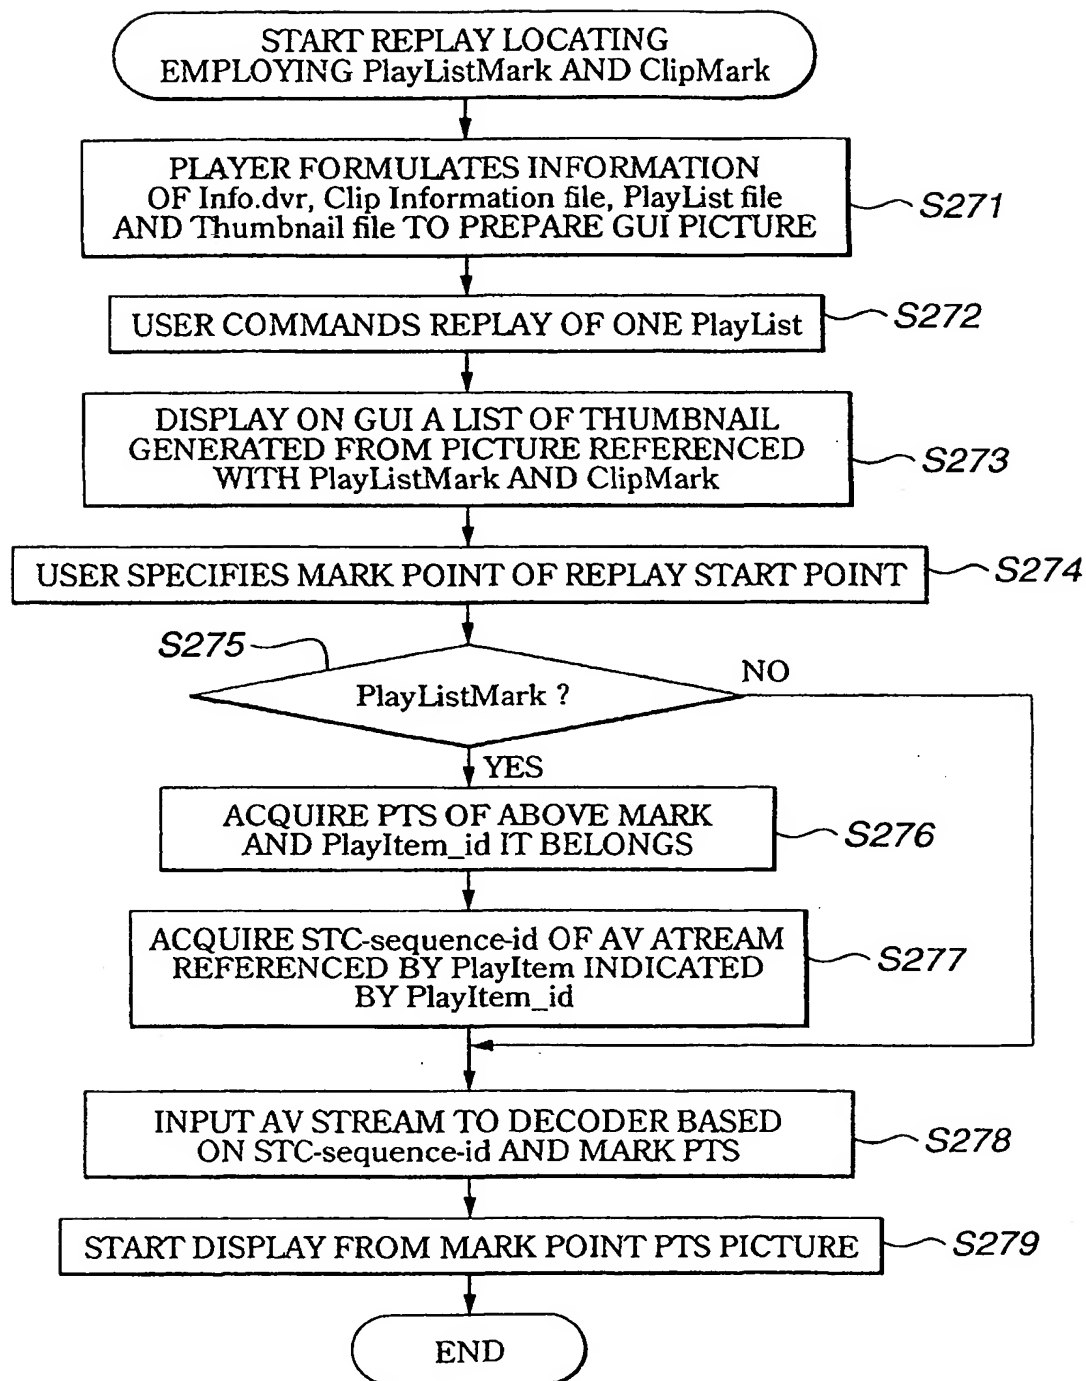 START REPLAY LOCATING
EMPLOYING PlayListMark AND ClipMark
PLAYER FORMULATES INFORMATION
OF Info.dvr, Clip Information file, PlayList file
AND Thumbnail file TO PREPARE GUI PICTURE
S271
USER COMMANDS REPLAY OF ONE PlayList
S272
DISPLAY ON GUI A LIST OF THUMBNAIL
GENERATED FROM PICTURE REFERENCED
WITH PlayListMark AND ClipMark
S273
USER SPECIFIES MARK POINT OF REPLAY START POINT
S274
S275
PlayListMark ?
NO
YES
ACQUIRE PTS OF ABOVE MARK
AND PlayItem_id IT BELONGS
S276
ACQUIRE STC-sequence-id OF AV ATREAM
REFERENCED BY PlayItem INDICATED
BY PlayItem_id
S277
INPUT AV STREAM TO DECODER BASED
ON STC-sequence-id AND MARK PTS
S278
START DISPLAY FROM MARK POINT PTS PICTURE
S279
END